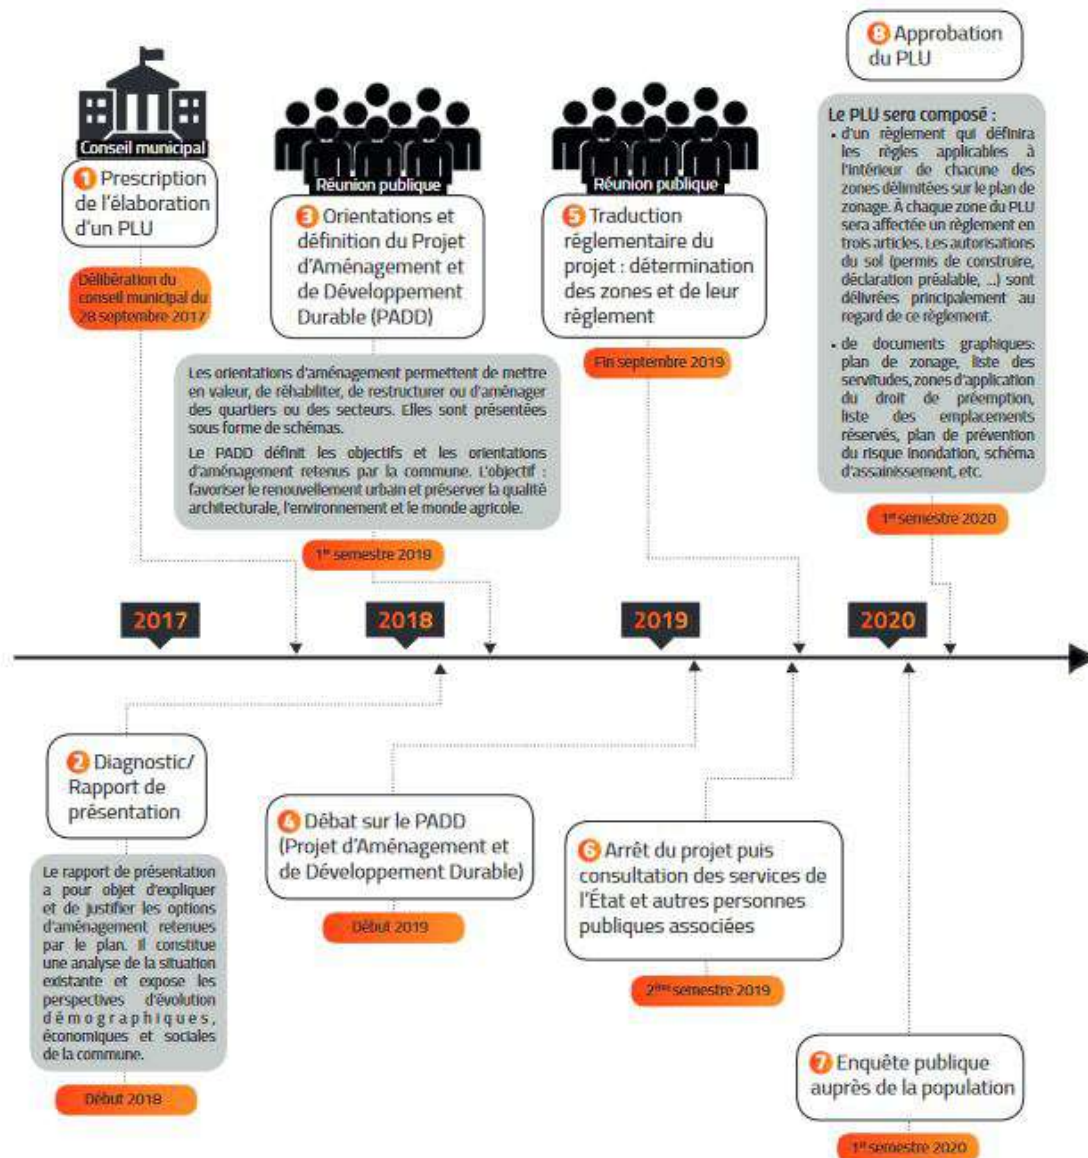 Conseil municipal
1 Prescription
de l'élaboration
d'un PLU
Délibération du
conseil municipal du
28 septembre 2017
2 Diagnostic/
Rapport de
présentation
Le rapport de présentation
a pour objet d'expliquer
et de justifier les options
d'aménagement retenues
par le plan. Il constitue
une analyse de la situation
existante et expose les
perspectives d'évolution
démographiques,
économiques et sociales
de la commune.
Début 2018
Réunion publique
3 Orientations et
définition du Projet
d'Aménagement et
de Développement
Durable (PADD)
Les orientations d'aménagement permettent de mettre
en valeur, de réhabiliter, de restructurer ou d'aménager
des quartiers ou des secteurs. Elles sont présentées
sous forme de schémas.
Le PADD définit les objectifs et les orientations
d'aménagement retenus par la commune. L'objectif :
favoriser le renouvellement urbain et préserver la qualité
architecturale, l'environnement et le monde agricole.
1er semestre 2019
4 Débat sur le PADD
(Projet d'Aménagement et
de Développement Durable)
Début 2019
Réunion publique
5 Traduction
réglementaire du
projet : détermination
des zones et de leur
règlement
Fin septembre 2019
6 Arrêt du projet puis
consultation des services de
l'État et autres personnes
publiques associées
2ème semestre 2019
7 Enquête publique
auprès de la population
1er semestre 2020
8 Approbation
du PLU
Le PLU sera composé :
• d'un règlement qui définira
les règles applicables à
l'intérieur de chacune des
zones délimitées sur le plan de
zonage. À chaque zone du PLU
sera affectée un règlement en
trois articles. Les autorisations
du sol (permis de construire,
déclaration préalable, ...) sont
délivrées principalement au
regard de ce règlement.
• de documents graphiques:
plan de zonage, liste des
servitudes, zones d'application
du droit de préemption,
liste des emplacements
réservés, plan de prévention
du risque inondation, schéma
d'assainissement, etc.
1er semestre 2020
2017
2018
2019
2020